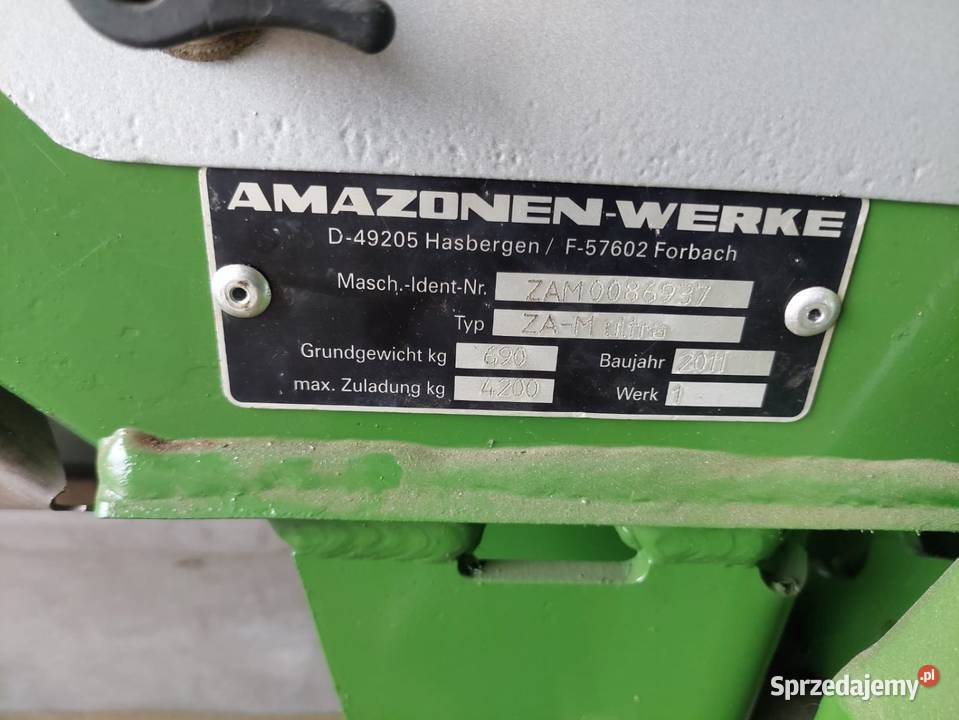 AMAZONEN-WERKE
D-49205 Hasbergen / F-57602 Forbach
Masch.-Ident-Nr. ZAM0086937
Typ ZA-M ultra
Grundgewicht kg 690 Baujahr 2011
max. Zuladung kg 4200 Werk 1
Sprzedajemy.pl